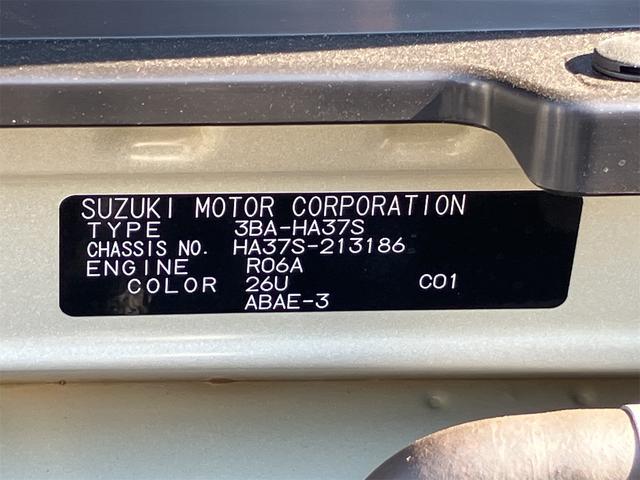 SUZUKI MOTOR CORPORATION
TYPE 3BA-HA37S
CHASSIS NO. HA37S-213186
ENGINE R06A
COLOR 26U C01
ABAE-3